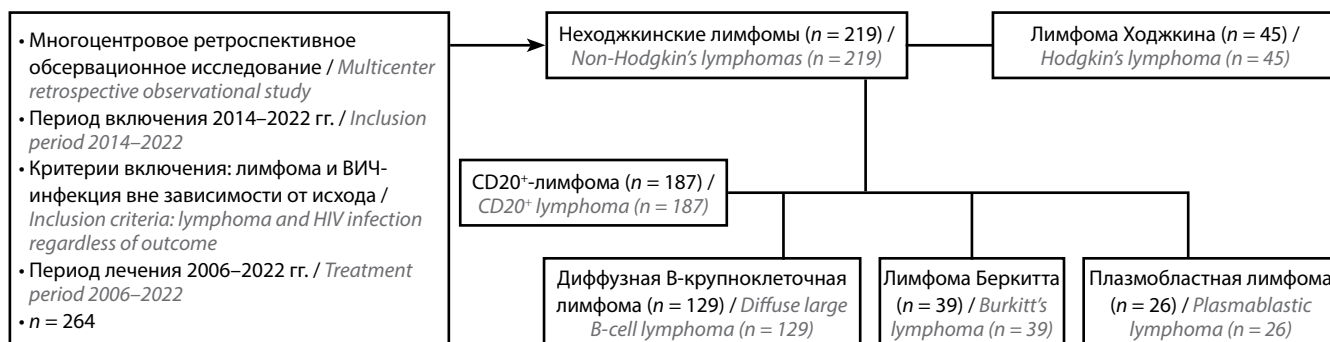 • Многоцентровое ретроспективное
обсервационное исследование / Multicenter
retrospective observational study
• Период включения 2014–2022 гг. / Inclusion
period 2014–2022
• Критерии включения: лимфома и ВИЧ-
инфекция вне зависимости от исхода /
Inclusion criteria: lymphoma and HIV infection
regardless of outcome
• Период лечения 2006–2022 гг. / Treatment
period 2006–2022
• n = 264
Неходжкинские лимфомы (n = 219) /
Non-Hodgkin’s lymphomas (n = 219)
Лимфома Ходжкина (n = 45) /
Hodgkin’s lymphoma (n = 45)
CD20⁺-лимфома (n = 187) /
CD20⁺ lymphoma (n = 187)
Диффузная В-крупноклеточная
лимфома (n = 129) / Diffuse large
B-cell lymphoma (n = 129)
Лимфома Беркитта
(n = 39) / Burkitt’s
lymphoma (n = 39)
Плазмобластная лимфома
(n = 26) / Plasmablastic
lymphoma (n = 26)